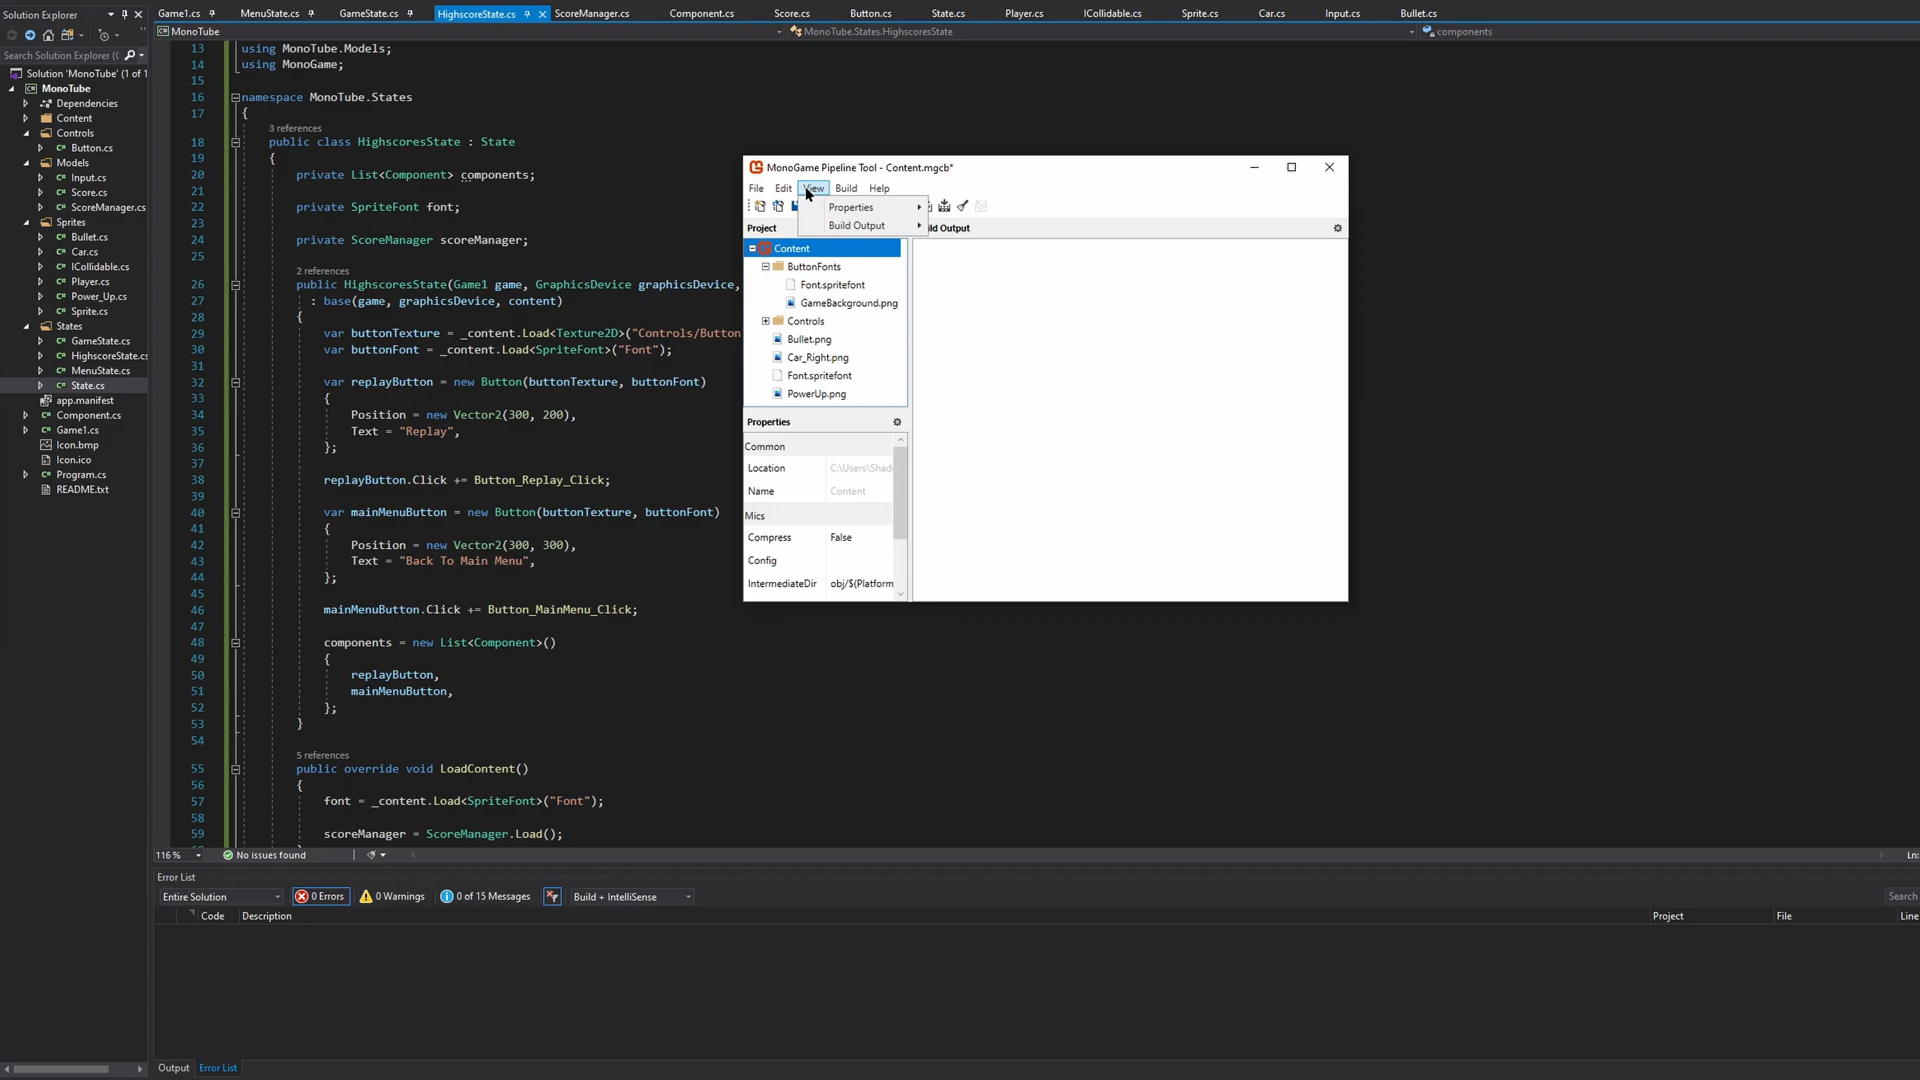 Solution Explorer
Search Solution Explorer (
Solution 'MonoTube' (1 of 1
MonoTube
Dependencies
Content
Controls
Button.cs
Models
Input.cs
Score.cs
ScoreManager.cs
Sprites
Bullet.cs
Car.cs
ICollidable.cs
Player.cs
Power_Up.cs
Sprite.cs
States
GameState.cs
HighscoreState.cs
MenuState.cs
State.cs
app.manifest
Component.cs
Game1.cs
Icon.bmp
Icon.ico
Program.cs
README.txt
Game1.cs MenuState.cs GameState.cs HighscoreState.cs ScoreManager.cs Component.cs Score.cs Button.cs State.cs Player.cs ICollidable.cs Sprite.cs Car.cs Input.cs Bullet.cs
MonoTube MonoTube.States.HighscoresState components
13 using MonoTube.Models;
14 using MonoGame;
15
16 namespace MonoTube.States
17 {
3 references
18 public class HighscoresState : State
19 {
20 private List<Component> components;
21
22 private SpriteFont font;
23
24 private ScoreManager scoreManager;
25
2 references
26 public HighscoresState(Game1 game, GraphicsDevice graphicsDevice,
27 : base(game, graphicsDevice, content)
28 {
29 var buttonTexture = _content.Load<Texture2D>("Controls/Button"
30 var buttonFont = _content.Load<SpriteFont>("Font");
31
32 var replayButton = new Button(buttonTexture, buttonFont)
33 {
34 Position = new Vector2(300, 200),
35 Text = "Replay",
36 };
37
38 replayButton.Click += Button_Replay_Click;
39
40 var mainMenuButton = new Button(buttonTexture, buttonFont)
41 {
42 Position = new Vector2(300, 300),
43 Text = "Back To Main Menu",
44 };
45
46 mainMenuButton.Click += Button_MainMenu_Click;
47
48 components = new List<Component>()
49 {
50 replayButton,
51 mainMenuButton,
52 };
53 }
54
5 references
55 public override void LoadContent()
56 {
57 font = _content.Load<SpriteFont>("Font");
58
59 scoreManager = ScoreManager.Load();
MonoGame Pipeline Tool - Content.mgcb*
File Edit View Build Help
Properties
Build Output
Project
ild Output
Content
ButtonFonts
Font.spritefont
GameBackground.png
Controls
Bullet.png
Car_Right.png
Font.spritefont
PowerUp.png
Properties
Common
Location C:\Users\Shad
Name Content
Mics
Compress False
Config
IntermediateDir obj/$(Platform
116 % No issues found Ln:
Error List
Entire Solution 0 Errors 0 Warnings 0 of 15 Messages Build + IntelliSense Search
Code Description Project File Line
Output Error List